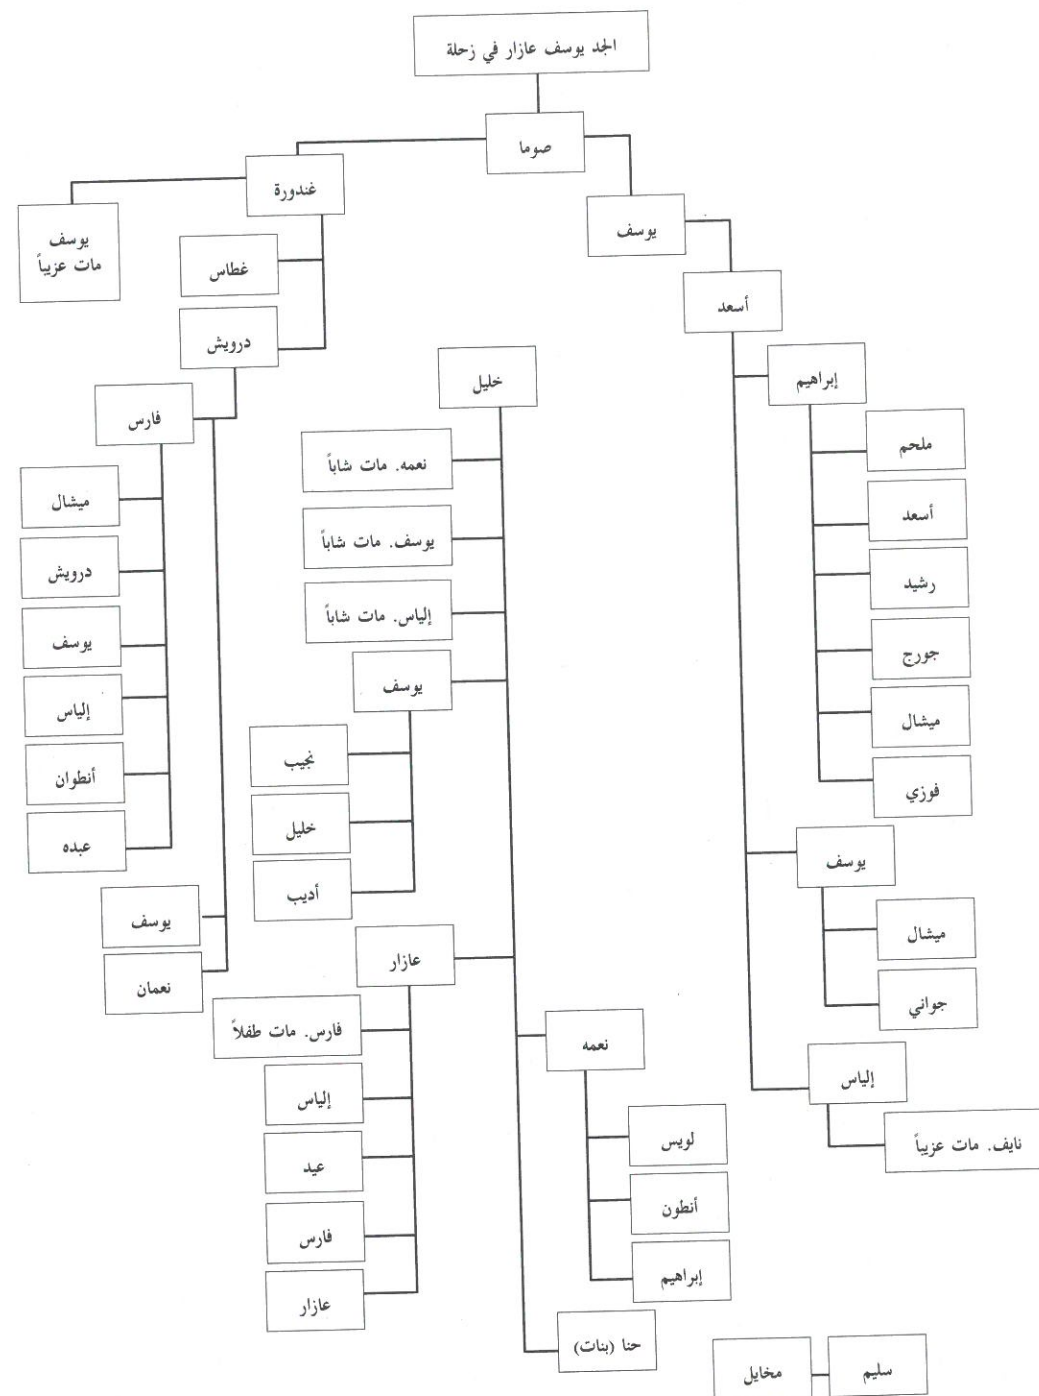 الجد يوسف عازار في زحلة
صوما
يوسف
أسعد
إبراهيم
ملحم
أسعد
رشيد
جورج
ميشال
فوزي
يوسف
ميشال
جواني
إلياس
نايف. مات عزيباً
غندورة
يوسف
مات عزيباً
غطاس
درويش
فارس
ميشال
درويش
يوسف
إلياس
أنطوان
عبده
يوسف
نعمان
خليل
نعمه. مات شاباً
يوسف. مات شاباً
إلياس. مات شاباً
يوسف
نجيب
خليل
أديب
عازار
فارس. مات طفلاً
إلياس
عيد
فارس
عازار
نعمه
لويس
أنطون
إبراهيم
حنا (بنات)
سليم
مخايل